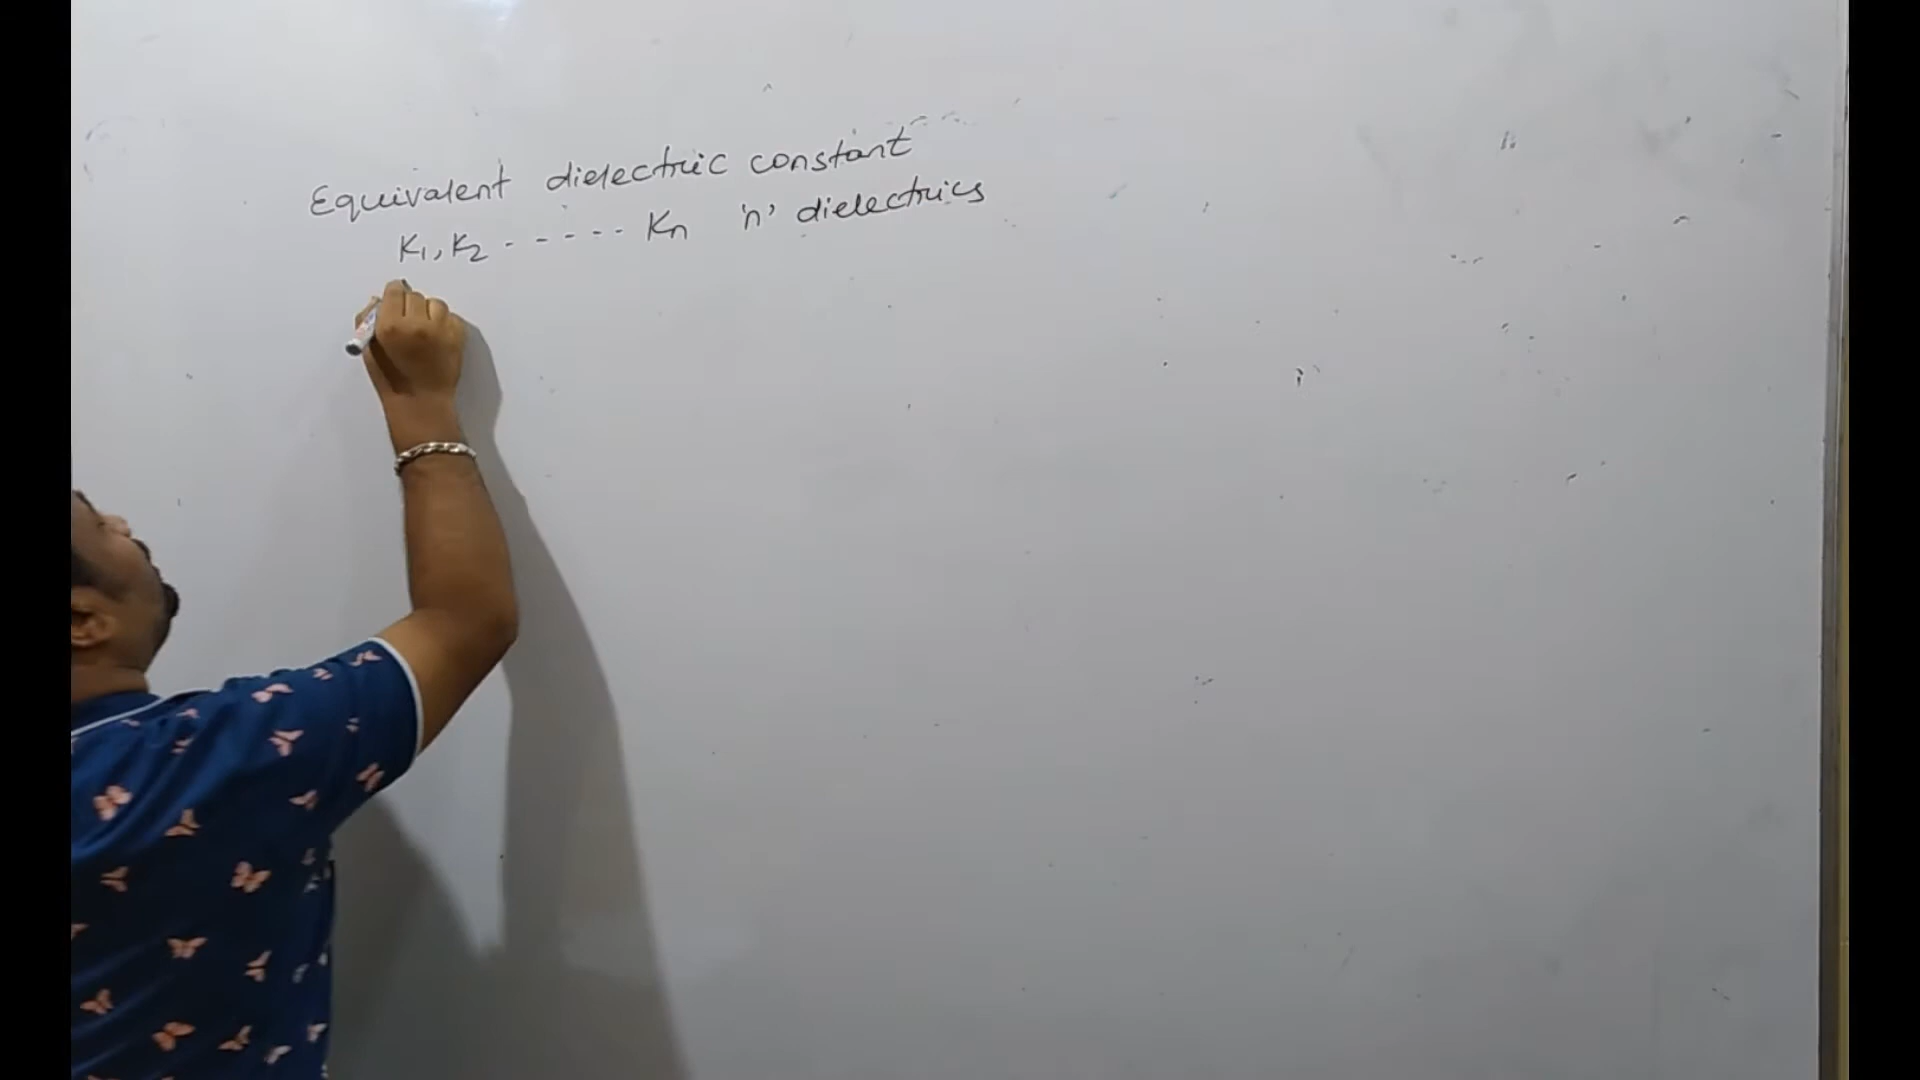 Equivalent dielectric constant
K1, K2 - - - - - Kn 'n' dielectrics